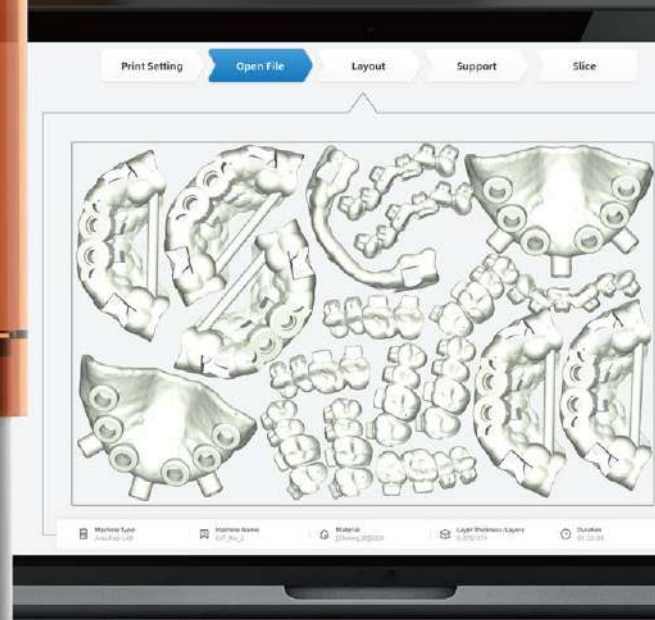 Print Setting
Open File
Layout
Support
Slice
Machine Type
Machine Name
Material
Layer Thickness/Layers
Duration